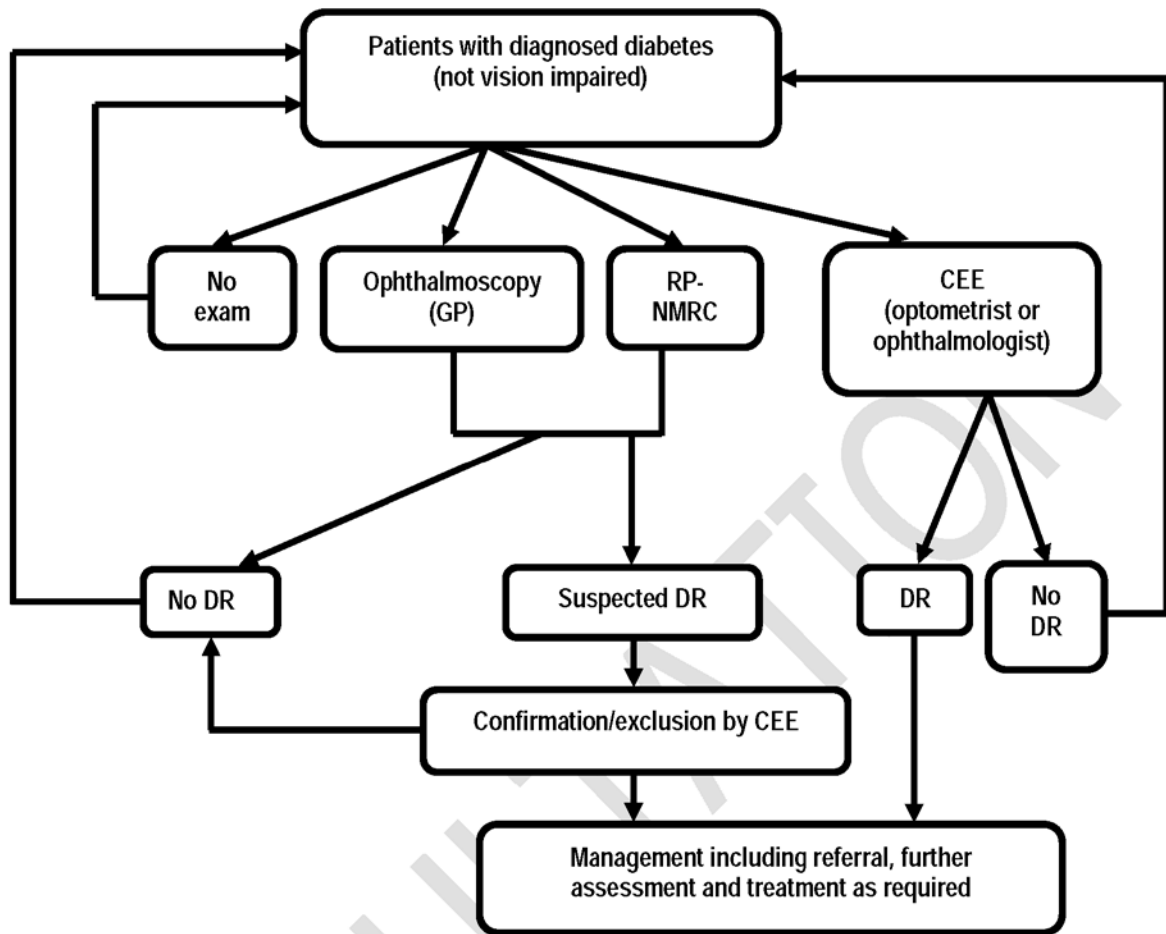 Patients with diagnosed diabetes
(not vision impaired)
No
exam
Ophthalmoscopy
(GP)
RP-
NMRC
CEE
(optometrist or
ophthalmologist)
No DR
Suspected DR
DR
No
DR
Confirmation/exclusion by CEE
Management including referral, further
assessment and treatment as required